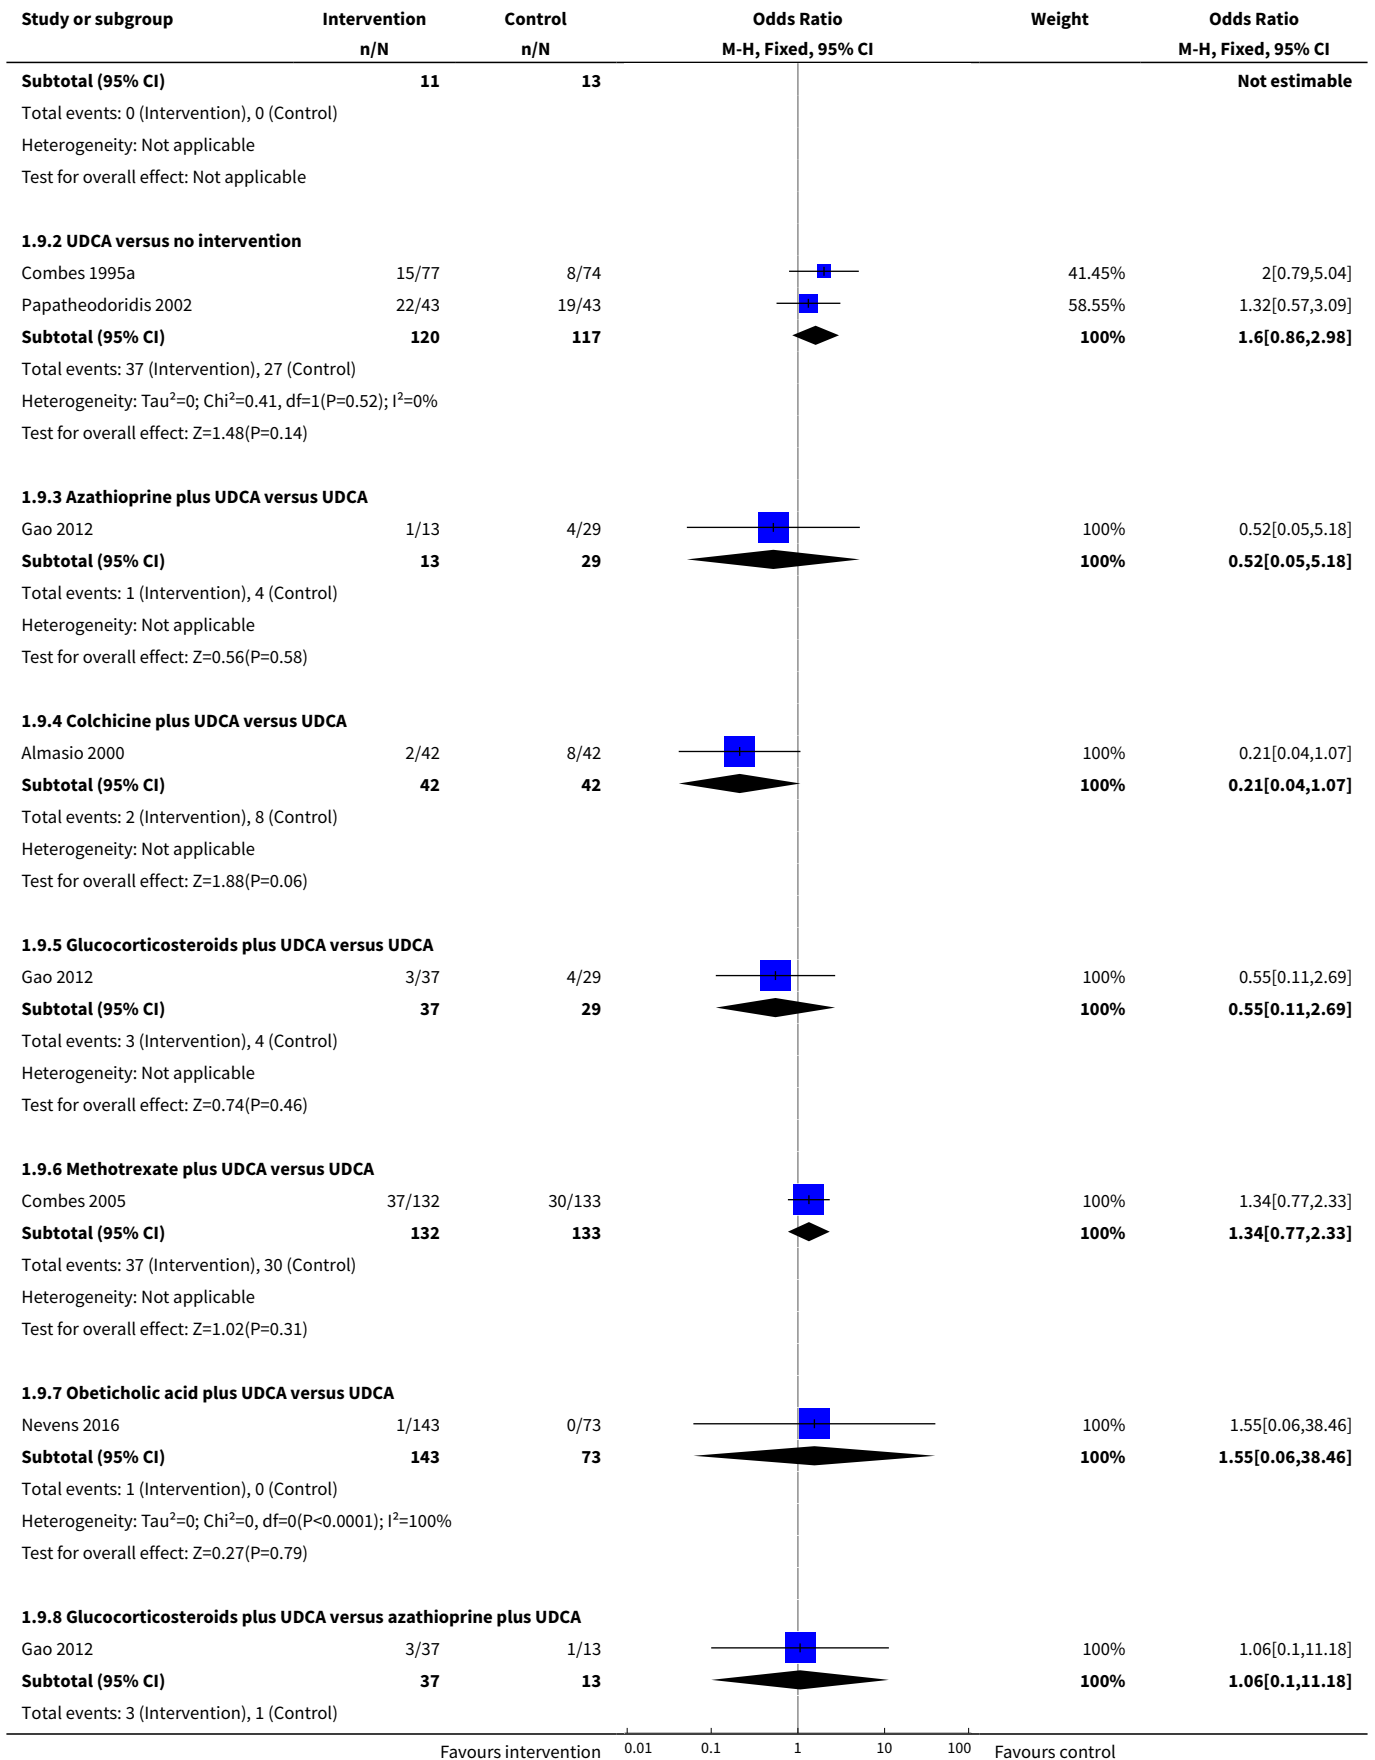 Study or subgroup Intervention Control Odds Ratio Weight Odds Ratio
n/N n/N M-H, Fixed, 95% CI M-H, Fixed, 95% CI
Subtotal (95% CI) 11 13 Not estimable
Total events: 0 (Intervention), 0 (Control)
Heterogeneity: Not applicable
Test for overall effect: Not applicable
1.9.2 UDCA versus no intervention
Combes 1995a 15/77 8/74 41.45% 2[0.79,5.04]
Papatheodoridis 2002 22/43 19/43 58.55% 1.32[0.57,3.09]
Subtotal (95% CI) 120 117 100% 1.6[0.86,2.98]
Total events: 37 (Intervention), 27 (Control)
Heterogeneity: Tau²=0; Chi²=0.41, df=1(P=0.52); I²=0%
Test for overall effect: Z=1.48(P=0.14)
1.9.3 Azathioprine plus UDCA versus UDCA
Gao 2012 1/13 4/29 100% 0.52[0.05,5.18]
Subtotal (95% CI) 13 29 100% 0.52[0.05,5.18]
Total events: 1 (Intervention), 4 (Control)
Heterogeneity: Not applicable
Test for overall effect: Z=0.56(P=0.58)
1.9.4 Colchicine plus UDCA versus UDCA
Almasio 2000 2/42 8/42 100% 0.21[0.04,1.07]
Subtotal (95% CI) 42 42 100% 0.21[0.04,1.07]
Total events: 2 (Intervention), 8 (Control)
Heterogeneity: Not applicable
Test for overall effect: Z=1.88(P=0.06)
1.9.5 Glucocorticosteroids plus UDCA versus UDCA
Gao 2012 3/37 4/29 100% 0.55[0.11,2.69]
Subtotal (95% CI) 37 29 100% 0.55[0.11,2.69]
Total events: 3 (Intervention), 4 (Control)
Heterogeneity: Not applicable
Test for overall effect: Z=0.74(P=0.46)
1.9.6 Methotrexate plus UDCA versus UDCA
Combes 2005 37/132 30/133 100% 1.34[0.77,2.33]
Subtotal (95% CI) 132 133 100% 1.34[0.77,2.33]
Total events: 37 (Intervention), 30 (Control)
Heterogeneity: Not applicable
Test for overall effect: Z=1.02(P=0.31)
1.9.7 Obeticholic acid plus UDCA versus UDCA
Nevens 2016 1/143 0/73 100% 1.55[0.06,38.46]
Subtotal (95% CI) 143 73 100% 1.55[0.06,38.46]
Total events: 1 (Intervention), 0 (Control)
Heterogeneity: Tau²=0; Chi²=0, df=0(P<0.0001); I²=100%
Test for overall effect: Z=0.27(P=0.79)
1.9.8 Glucocorticosteroids plus UDCA versus azathioprine plus UDCA
Gao 2012 3/37 1/13 100% 1.06[0.1,11.18]
Subtotal (95% CI) 37 13 100% 1.06[0.1,11.18]
Total events: 3 (Intervention), 1 (Control)
Favours intervention 0.01 0.1 1 10 100 Favours control